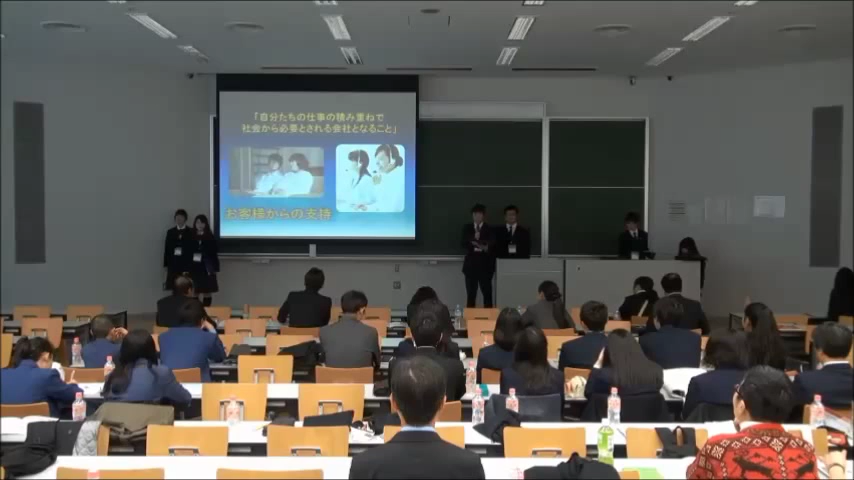 「自分たちの仕事の積み重ねで
社会から必要とされる会社となること」
お客様からの支持